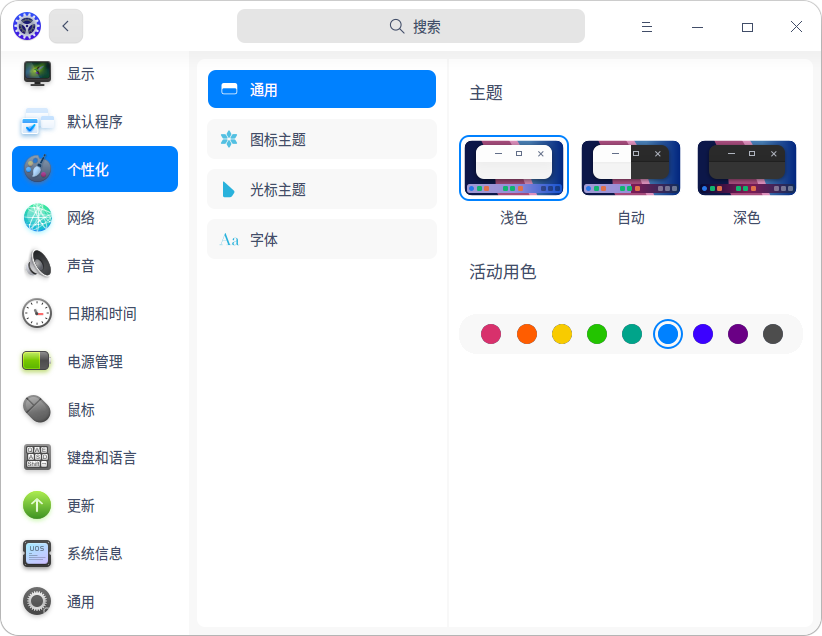 搜索
显示
默认程序
个性化
网络
声音
日期和时间
电源管理
鼠标
键盘和语言
更新
UOS
系统信息
通用
通用
图标主题
光标主题
Aa 字体
主题
浅色 自动 深色
活动用色